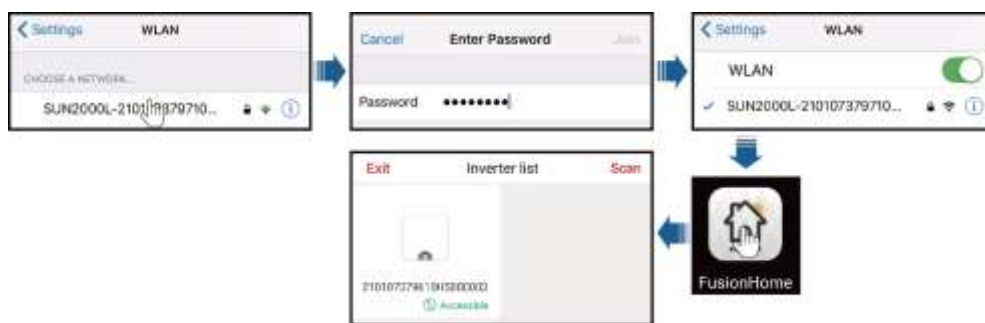 Settings WLAN
CHOOSE A NETWORK...
Cancel Enter Password Join
Password
Settings WLAN
WLAN
SUN2000L-210107379710...
Exit Inverter list Scan
Accessible
FusionHome